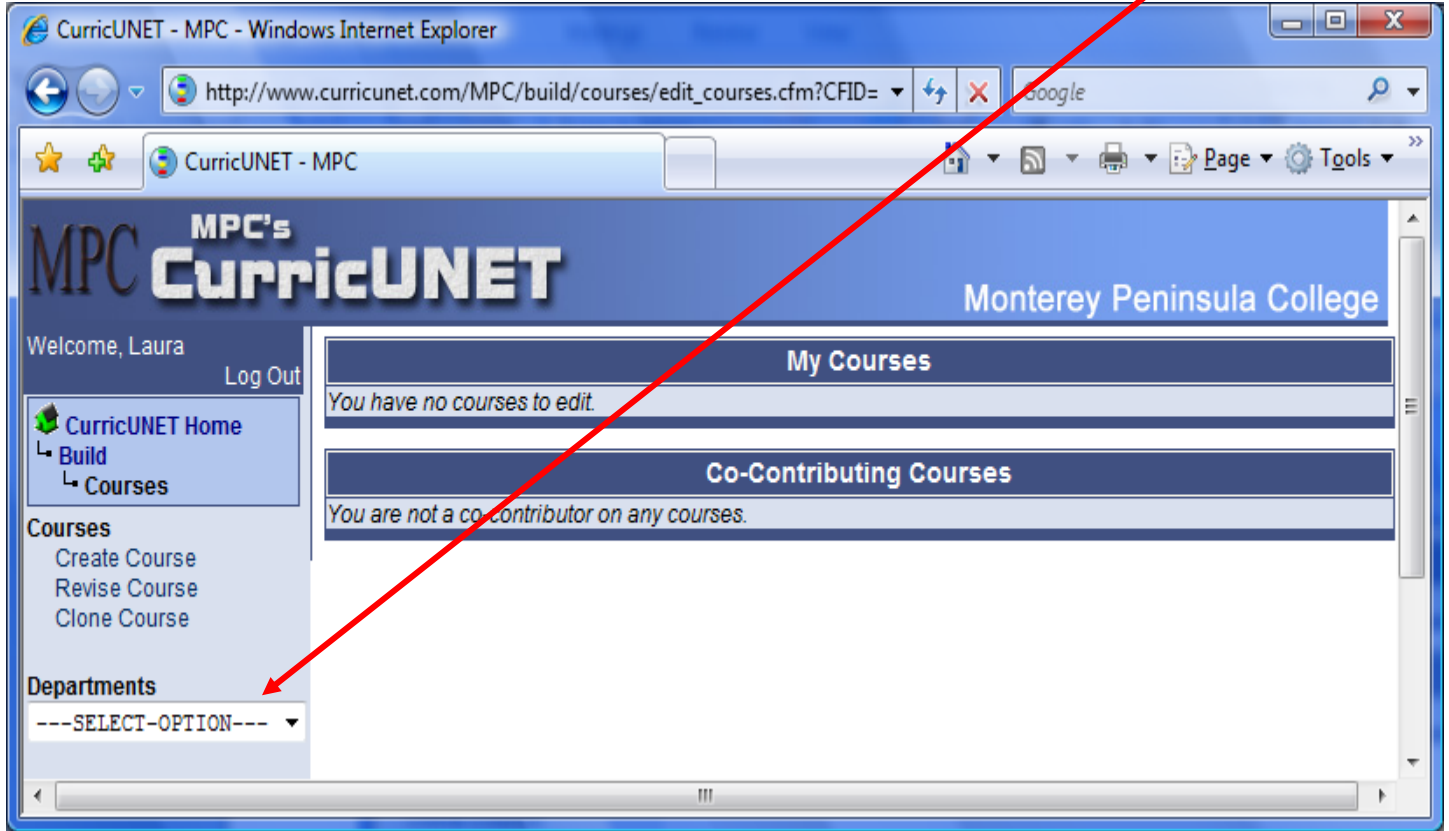 CurricUNET - MPC - Windows Internet Explorer
http://www.curricunet.com/MPC/build/courses/edit_courses.cfm?CFID=
Google
CurricUNET - MPC
Page
Tools
MPC
MPC's
CurricUNET
Monterey Peninsula College
Welcome, Laura
Log Out
CurricUNET Home
Build
Courses
Courses
Create Course
Revise Course
Clone Course
Departments
---SELECT-OPTION---
My Courses
You have no courses to edit.
Co-Contributing Courses
You are not a co-contributor on any courses.